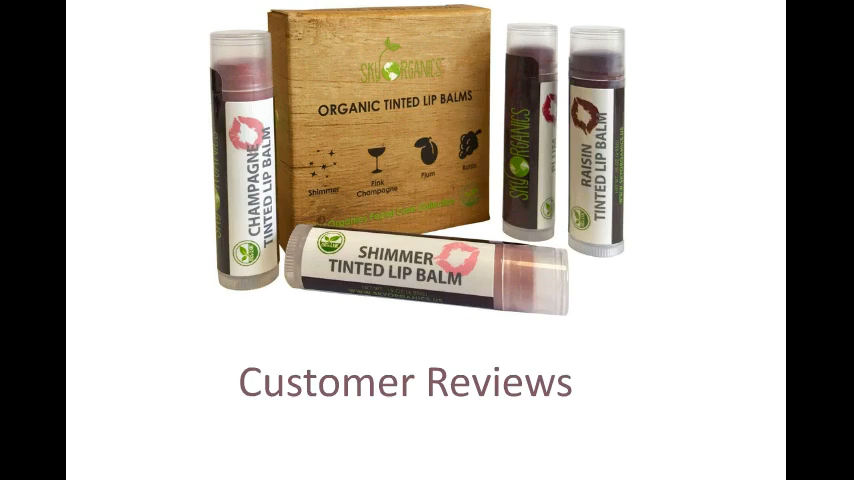 SKY ORGANICS
ORGANIC TINTED LIP BALMS
Shimmer
Pink
Champagne
Plum
Raisin
CHAMPAGNE
TINTED LIP BALM
SKY ORGANICS
PLUM
RAISIN
TINTED LIP BALM
SHIMMER
TINTED LIP BALM
Customer Reviews